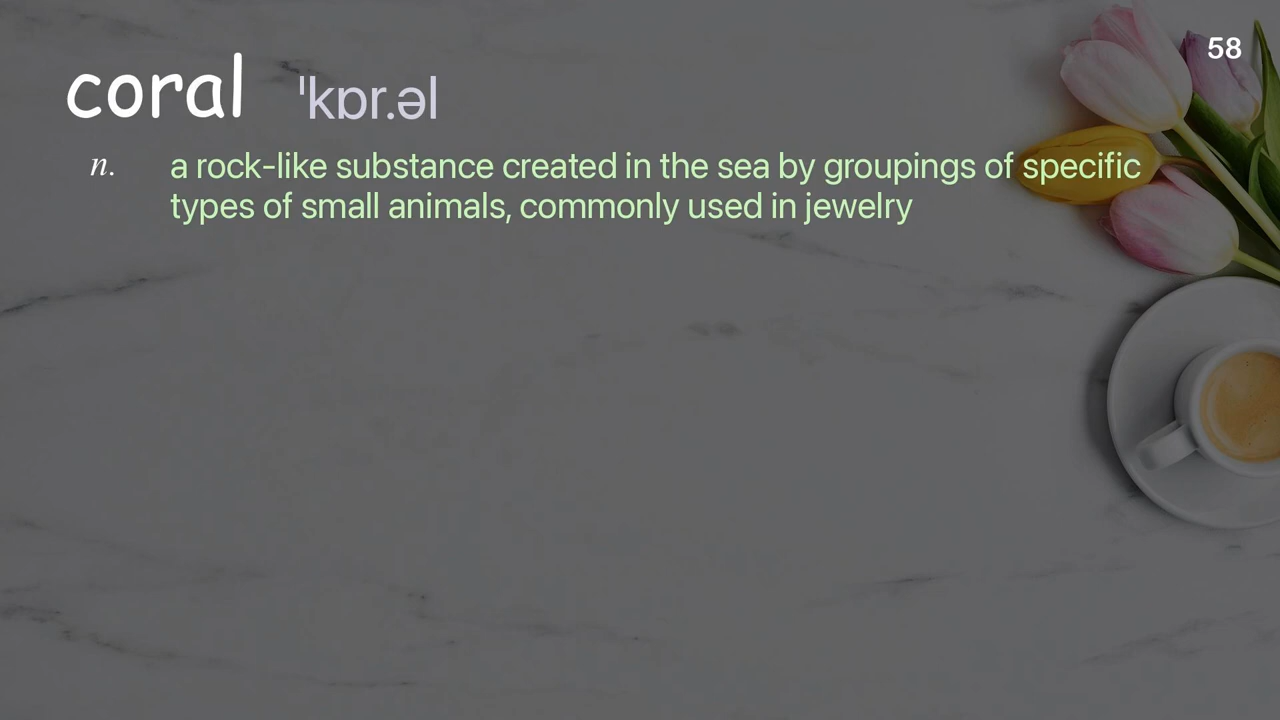 58
coral ˈkɒr.əl
n. a rock-like substance created in the sea by groupings of specific
types of small animals, commonly used in jewelry